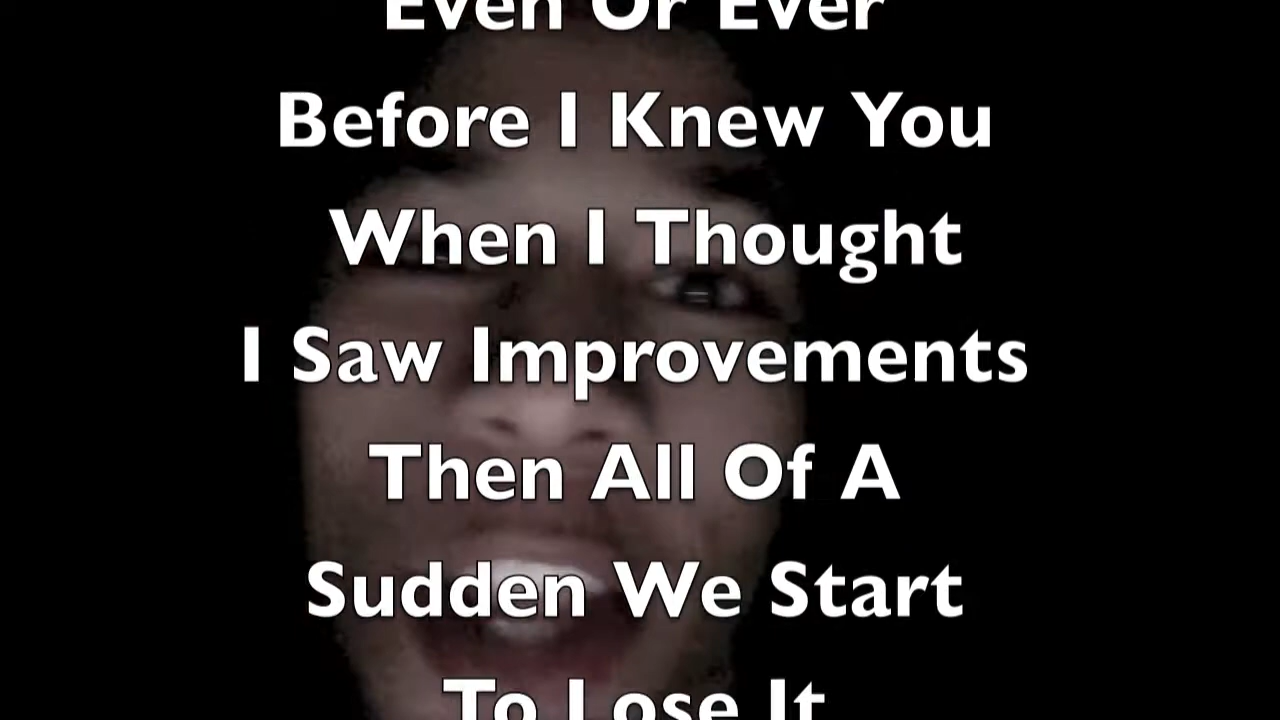 Even Or Ever
Before I Knew You
When I Thought
I Saw Improvements
Then All Of A
Sudden We Start
To Lose It